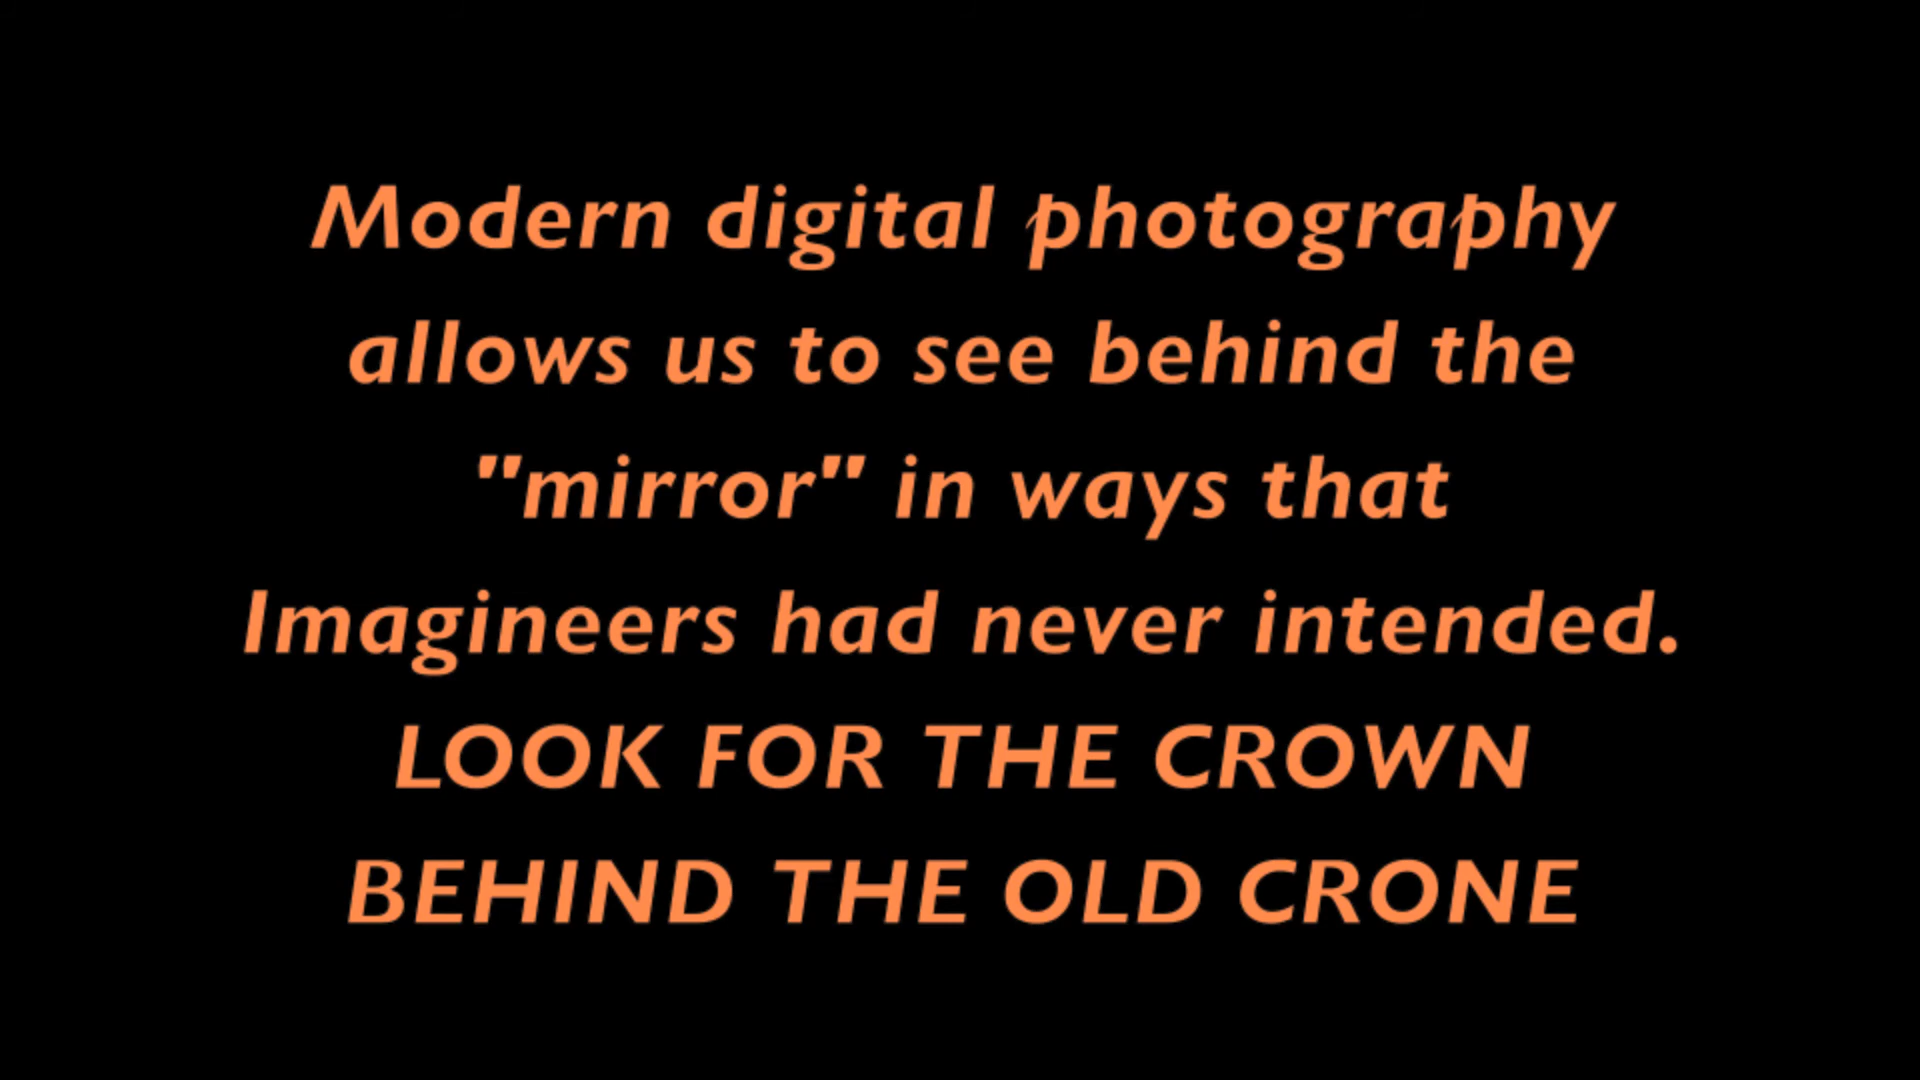 Modern digital photography
allows us to see behind the
"mirror" in ways that
Imagineers had never intended.
LOOK FOR THE CROWN
BEHIND THE OLD CRONE